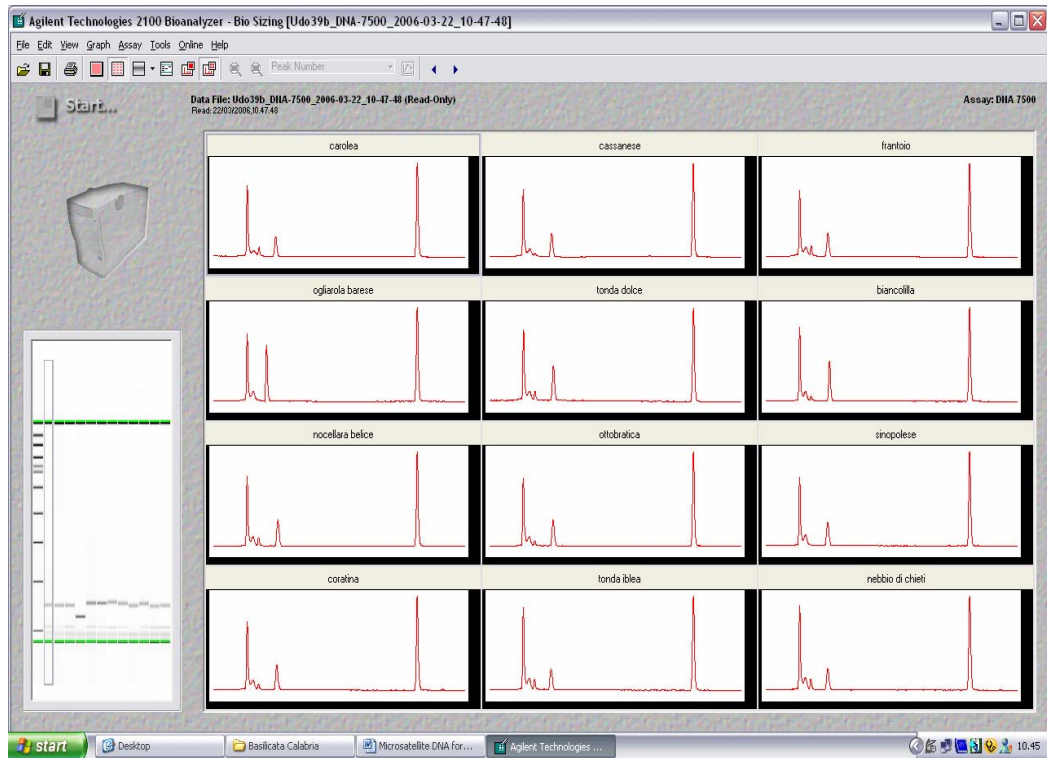 Agilent Technologies 2100 Bioanalyzer - Bio Sizing [Udo39b_DNA-7500_2006-03-22_10-47-48]
File Edit View Graph Assay Tools Online Help
Peak Number
Start...
Data File: Udo39b_DNA-7500_2006-03-22_10-47-48 (Read-Only)
Assay: DNA 7500
Read: 22/03/2006,10.47.48
carolea cassanese frantoio
ogliarola barese tonda dolce biancolilla
nocellara belice ottobratica sinopolese
coratina tonda iblea nebbio di chieti
start Desktop Basilicata Calabria Microsatellite DNA for... Agilent Technologies ... 10.45